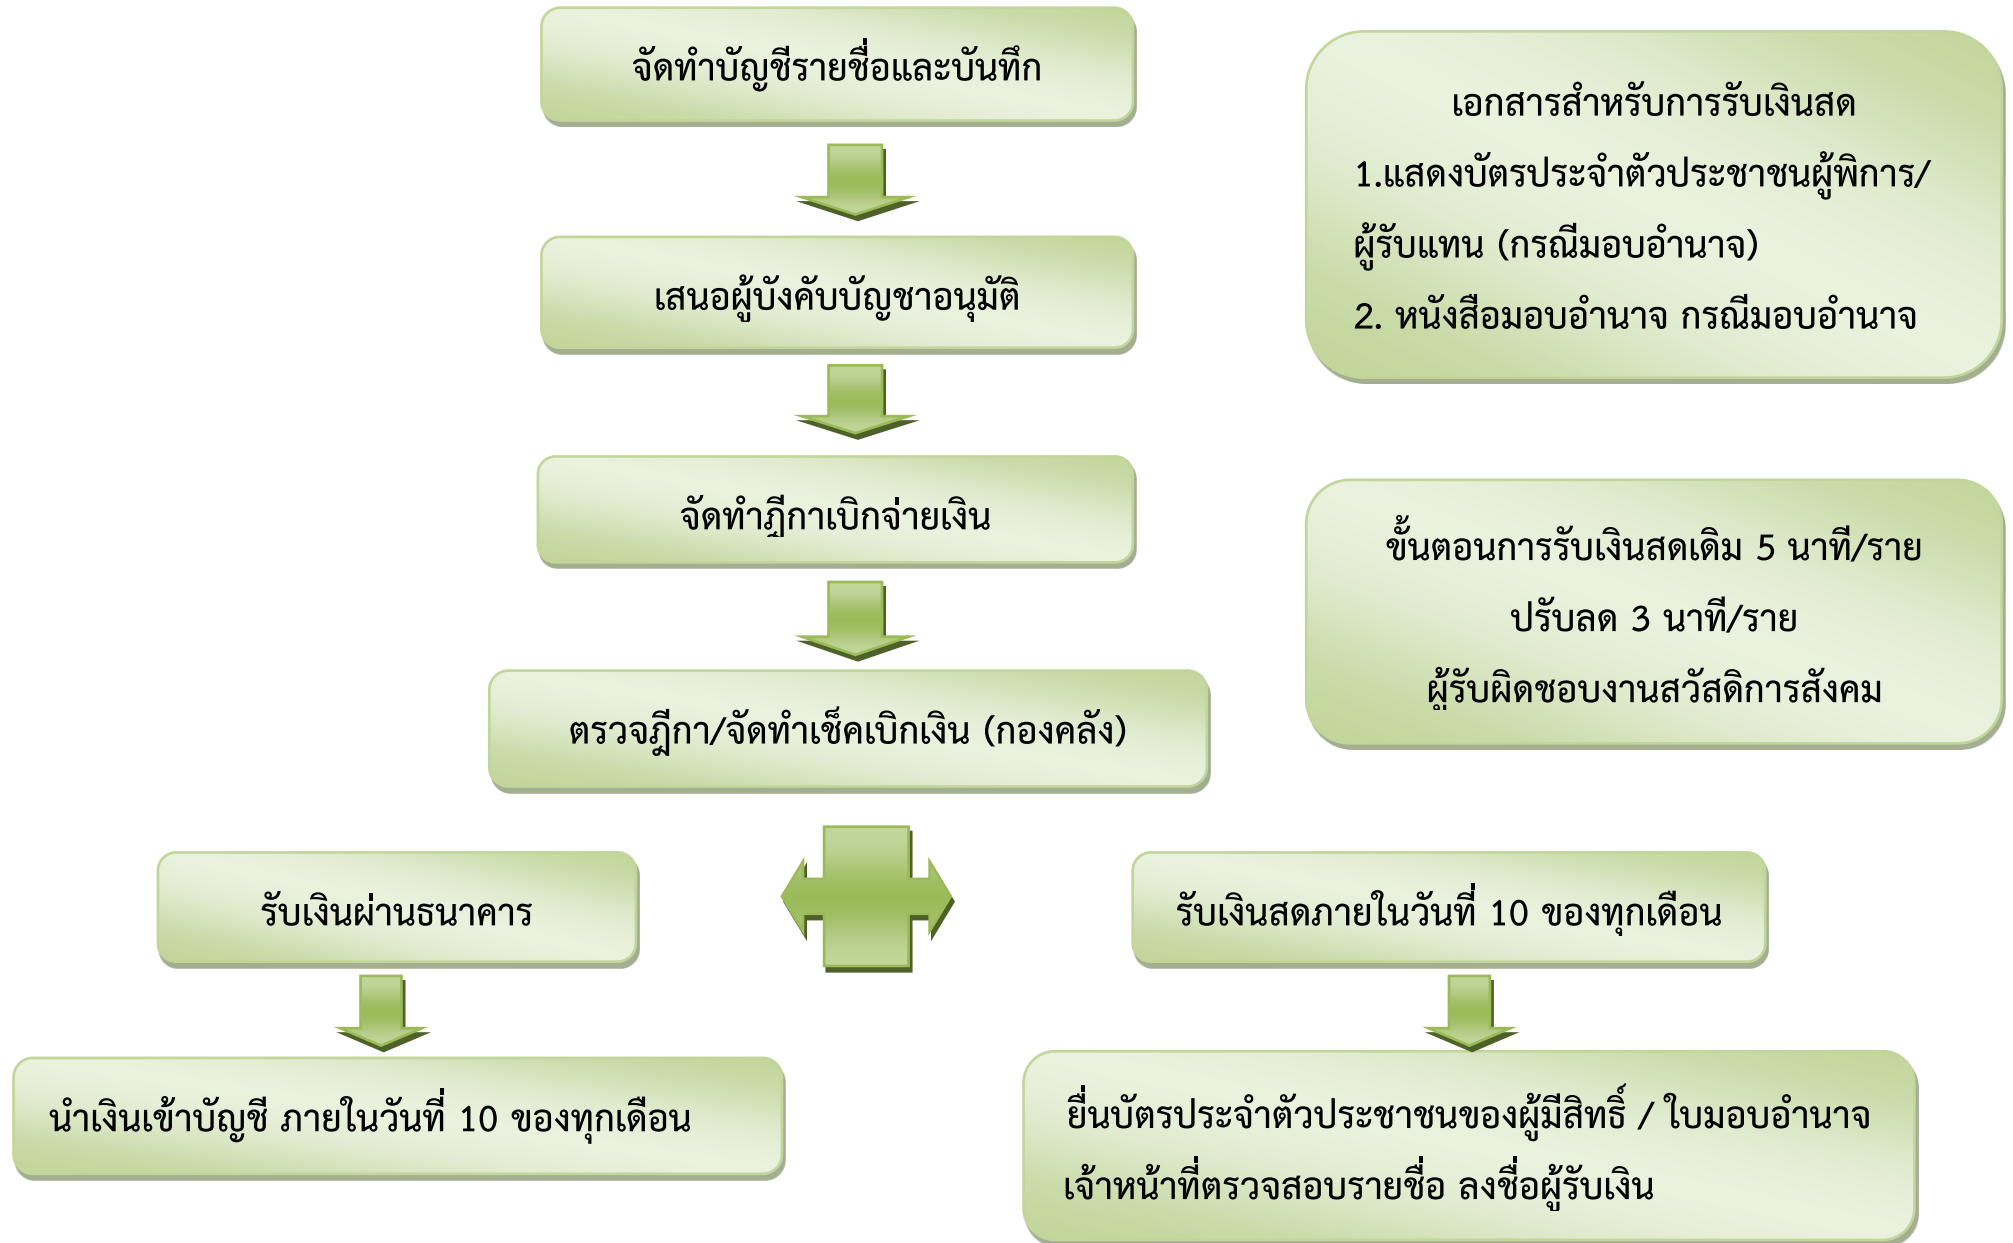 จัดทำบัญชีรายชื่อและบันทึก
เสนอผู้บังคับบัญชาอนุมัติ
จัดทำฎีกาเบิกจ่ายเงิน
ตรวจฎีกา/จัดทำเช็คเบิกเงิน (กองคลัง)
รับเงินผ่านธนาคาร
นำเงินเข้าบัญชี ภายในวันที่ 10 ของทุกเดือน
รับเงินสดภายในวันที่ 10 ของทุกเดือน
ยื่นบัตรประจำตัวประชาชนของผู้มีสิทธิ์ / ใบมอบอำนาจ
เจ้าหน้าที่ตรวจสอบรายชื่อ ลงชื่อผู้รับเงิน
เอกสารสำหรับการรับเงินสด
1.แสดงบัตรประจำตัวประชาชนผู้พิการ/
ผู้รับแทน (กรณีมอบอำนาจ)
2. หนังสือมอบอำนาจ กรณีมอบอำนาจ
ขั้นตอนการรับเงินสดเดิม 5 นาที/ราย
ปรับลด 3 นาที/ราย
ผู้รับผิดชอบงานสวัสดิการสังคม